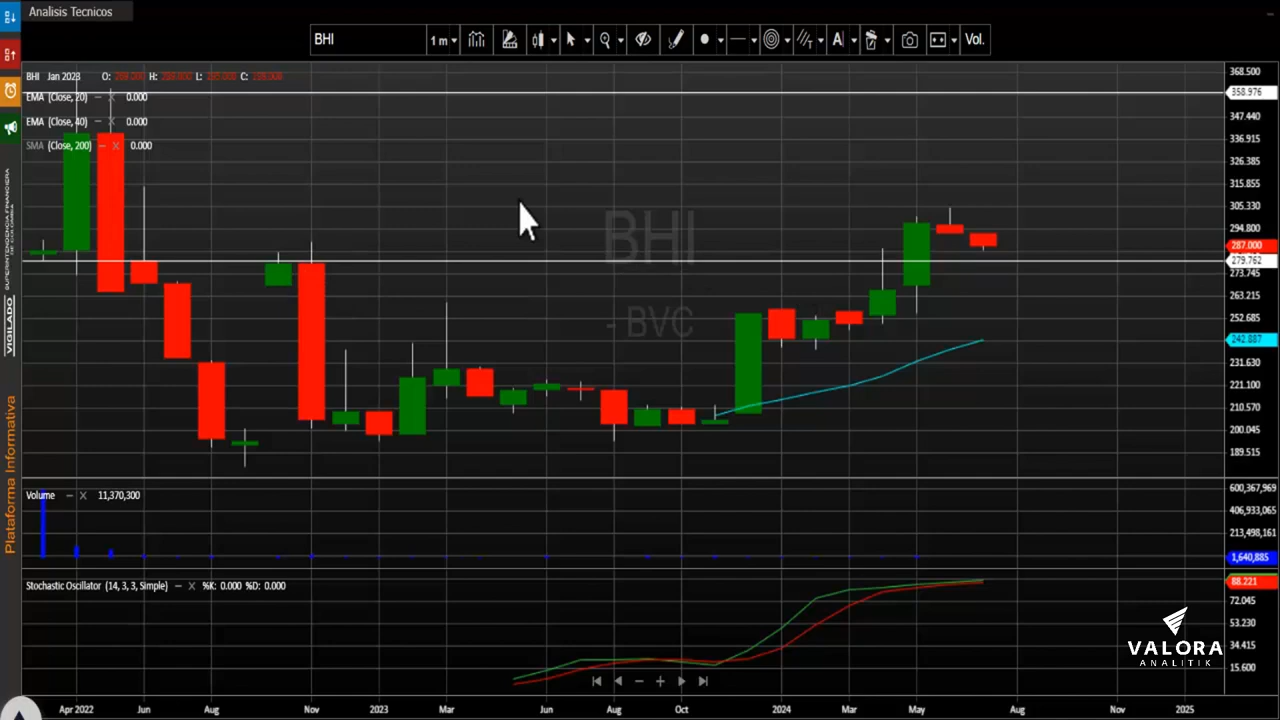 Analisis Tecnicos
BHI
1 m
A
Vol.
BHI Jan 2023 O: H: L: C:
EMA (Close, 20) – X 0.000
EMA (Close, 40) – X 0.000
SMA (Close, 200) – X 0.000
BHI
- BVC
368.500
358.976
347.440
336.915
326.385
315.855
305.330
294.800
287.000
279.762
273.745
263.215
252.685
242.887
231.630
221.100
210.570
200.045
189.515
Volume – X 11,370,300
600,367,969
406,933,065
213,498,161
1,640,885
Stochastic Oscillator (14, 3, 3, Simple) – X %K: 0.000 %D: 0.000
88.221
72.045
53.230
34.415
15.600
Apr 2022 Jun Aug Nov 2023 Mar Jun Aug Oct 2024 Mar May Aug Nov 2025
VIGILADO
SUPERINTENDENCIA FINANCIERA
DE COLOMBIA
Plataforma Informativa
VALORA
ANALITIK